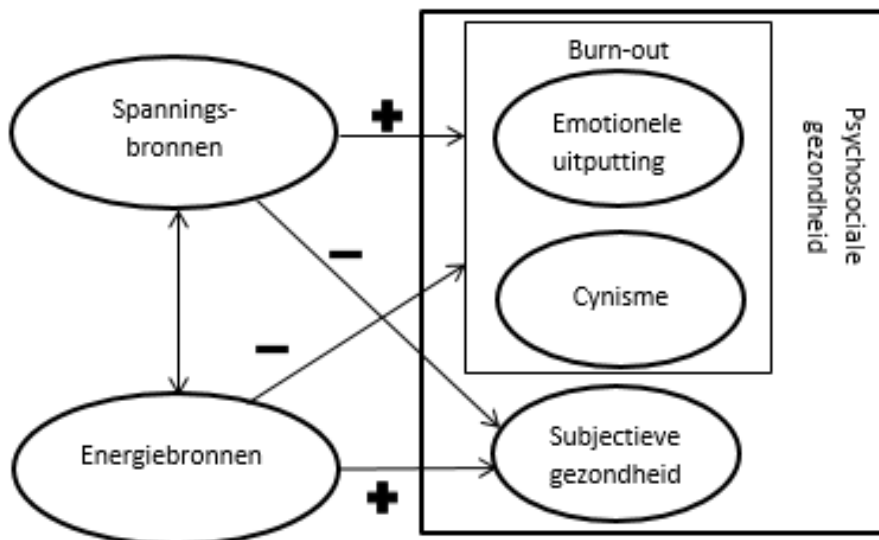 Spannings-
bronnen
+
Burn-out
Emotionele
uitputting
Psychosociale
gezondheid
−
Cynisme
−
Energiebronnen
Subjectieve
gezondheid
+